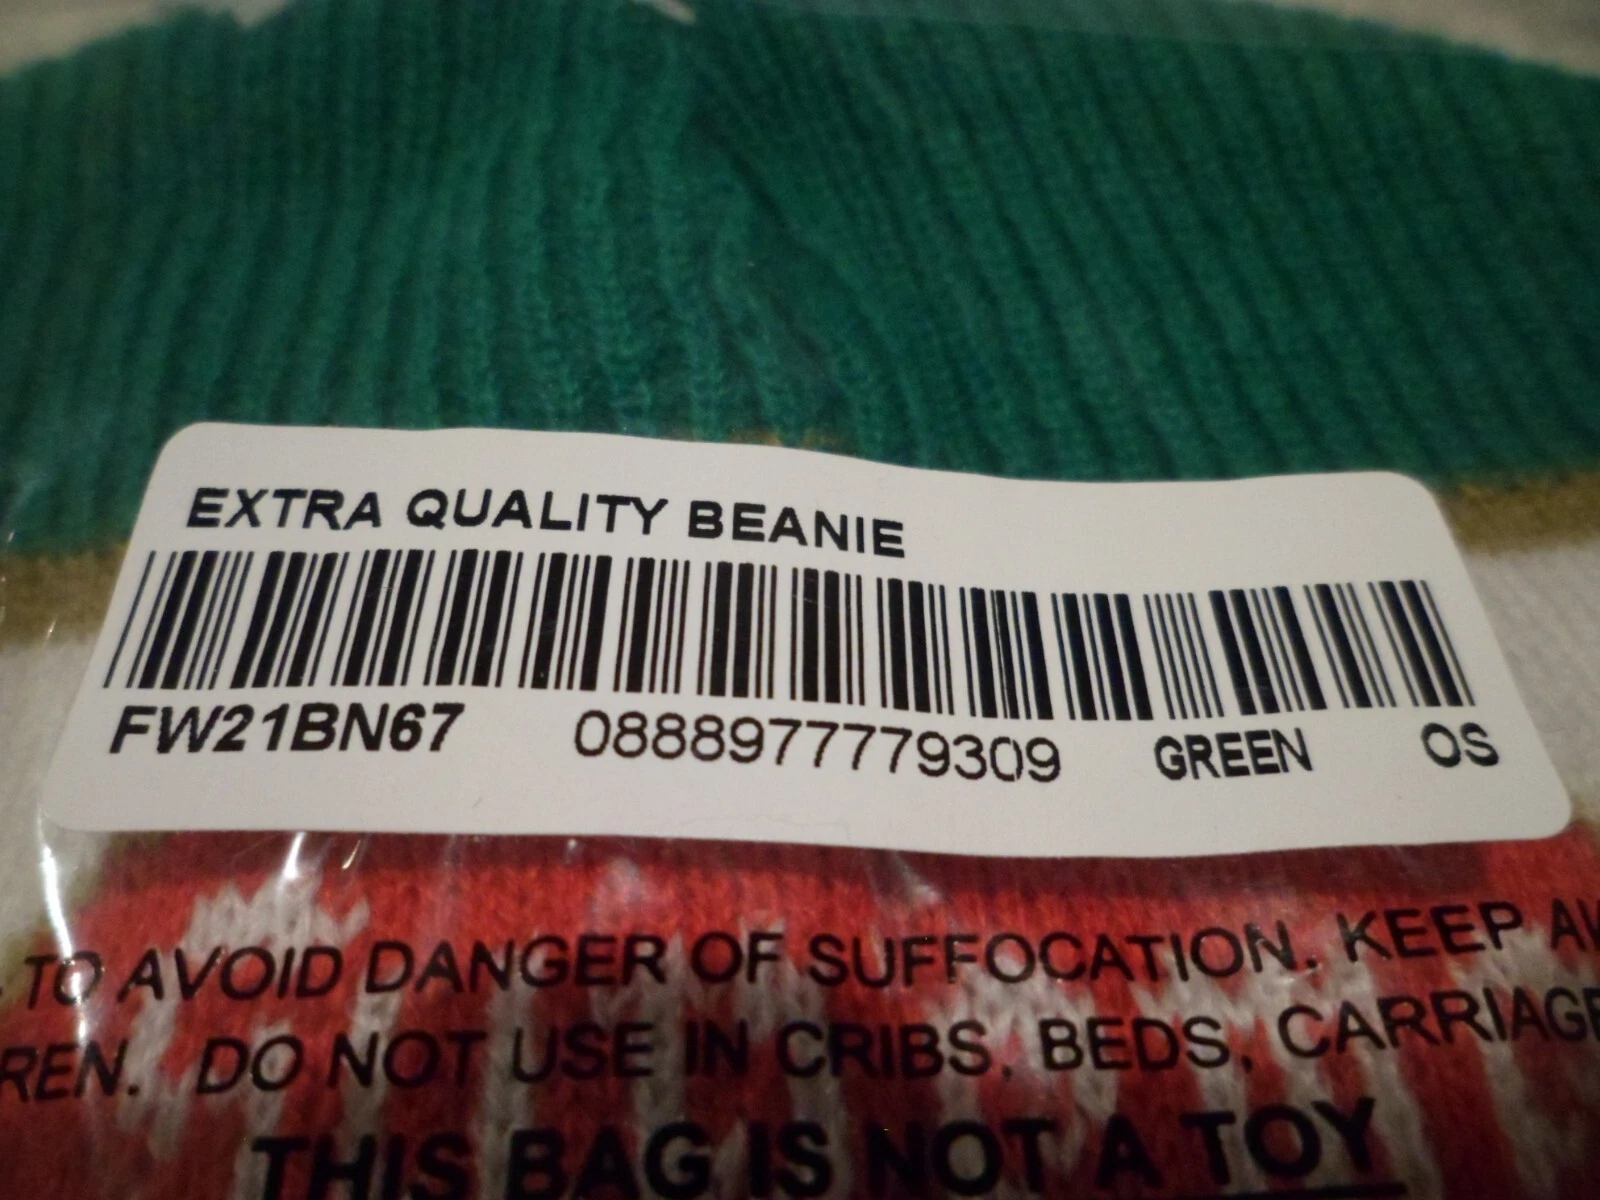 EXTRA QUALITY BEANIE
FW21BN67 0888977779309 GREEN OS
TO AVOID DANGER OF SUFFOCATION. KEEP
DO NOT USE IN CRIBS, BEDS, CARRIAGE
THIS BAG IS NOT A TOY